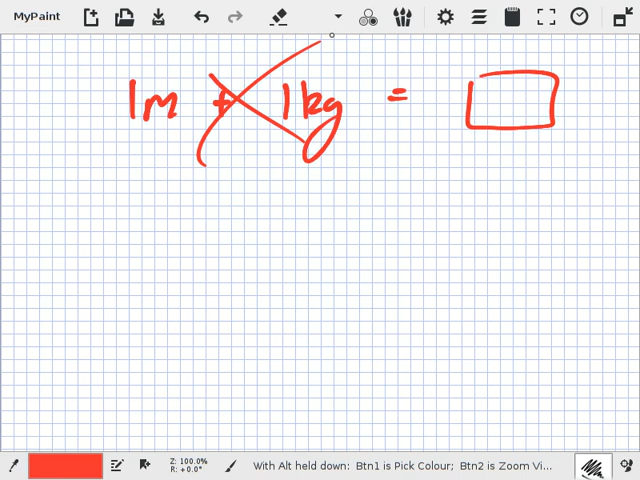 MyPaint
1m + 1kg =
Z: 100.0%
R: +0.0°
With Alt held down: Btn1 is Pick Colour; Btn2 is Zoom Vi...